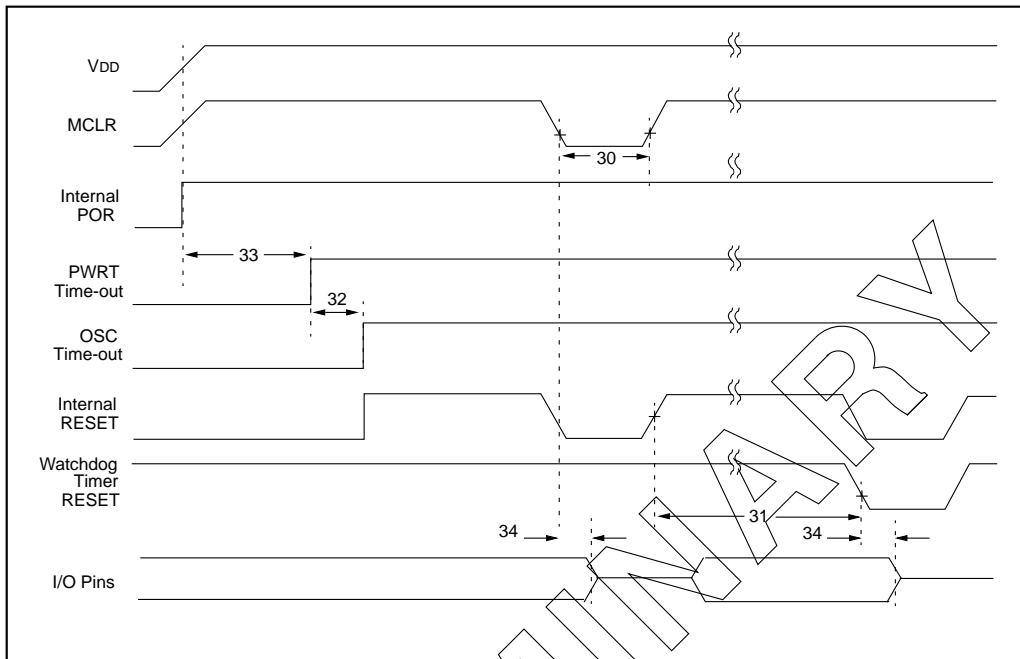 VDD
MCLR
30
Internal
POR
33
PWRT
Time-out
32
OSC
Time-out
Internal
RESET
Watchdog
Timer
RESET
31
34
34
I/O Pins
INARY